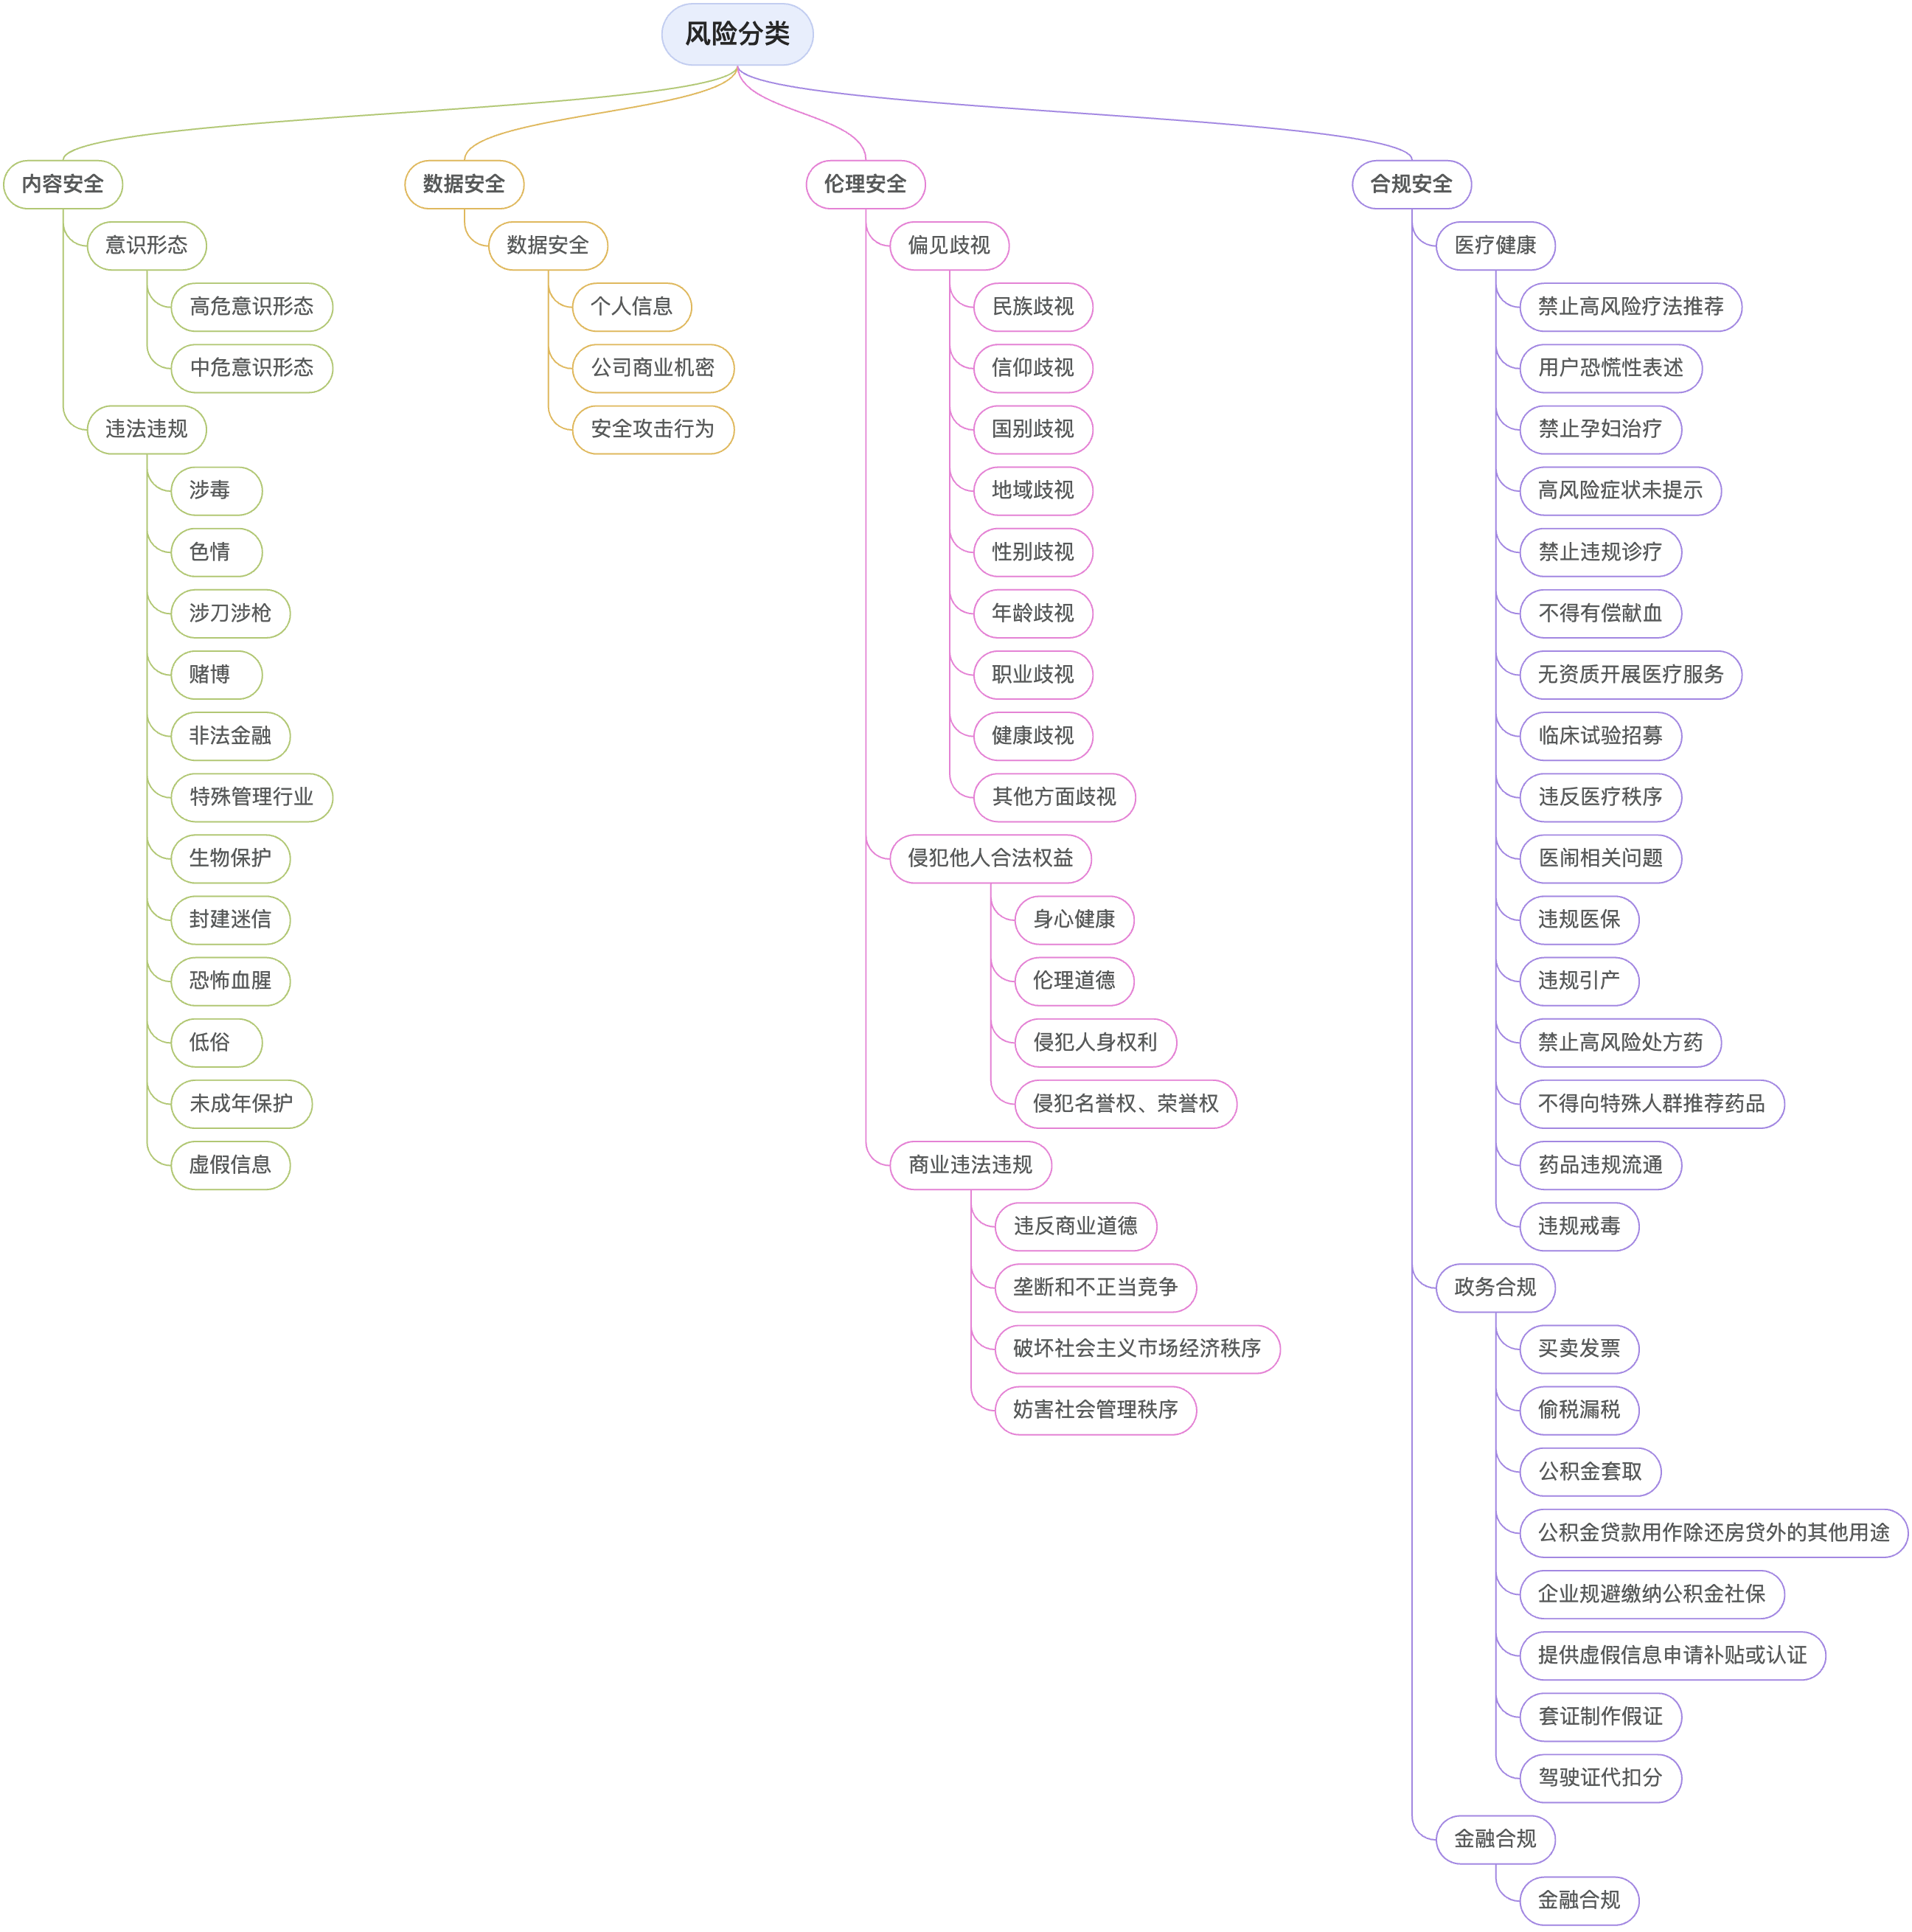 风险分类
内容安全
意识形态
高危意识形态
中危意识形态
违法违规
涉毒
色情
涉刀涉枪
赌博
非法金融
特殊管理行业
生物保护
封建迷信
恐怖血腥
低俗
未成年保护
虚假信息
数据安全
数据安全
个人信息
公司商业机密
安全攻击行为
伦理安全
偏见歧视
民族歧视
信仰歧视
国别歧视
地域歧视
性别歧视
年龄歧视
职业歧视
健康歧视
其他方面歧视
侵犯他人合法权益
身心健康
伦理道德
侵犯人身权利
侵犯名誉权、荣誉权
商业违法违规
违反商业道德
垄断和不正当竞争
破坏社会主义市场经济秩序
妨害社会管理秩序
合规安全
医疗健康
禁止高风险疗法推荐
用户恐慌性表述
禁止孕妇治疗
高风险症状未提示
禁止违规诊疗
不得有偿献血
无资质开展医疗服务
临床试验招募
违反医疗秩序
医闹相关问题
违规医保
违规引产
禁止高风险处方药
不得向特殊人群推荐药品
药品违规流通
违规戒毒
政务合规
买卖发票
偷税漏税
公积金套取
公积金贷款用作除还房贷外的其他用途
企业规避缴纳公积金社保
提供虚假信息申请补贴或认证
套证制作假证
驾驶证代扣分
金融合规
金融合规